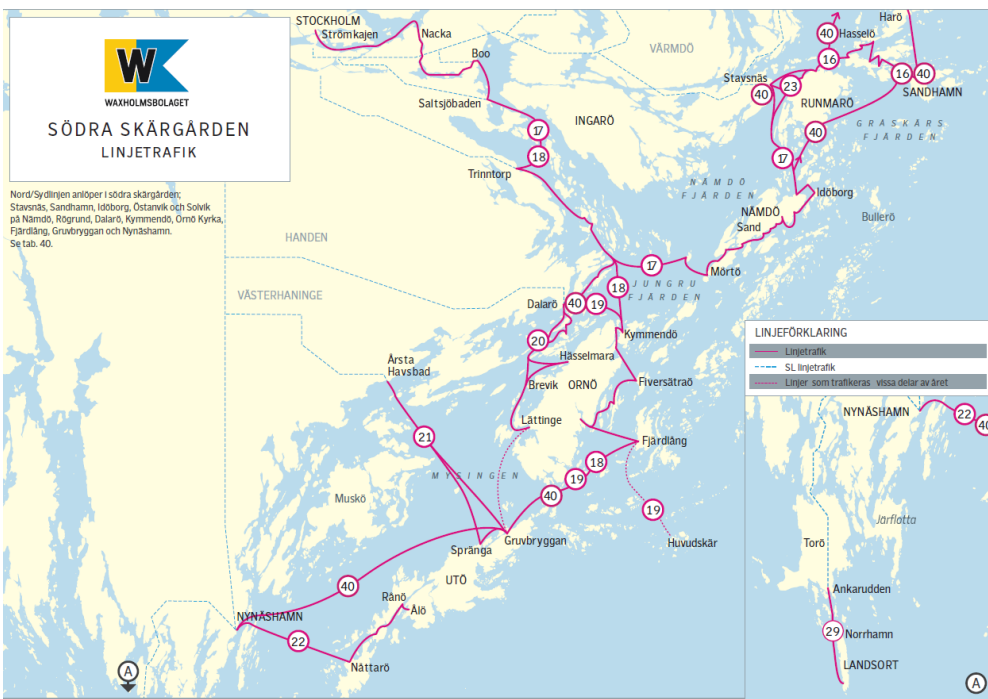 W
WAXHOLMSBOLAGET
SÖDRA SKÄRGÅRDEN
LINJETRAFIK
Nord/Sydlinjen anlöper i södra skärgården:
Stavsnäs, Sandhamn, Idöborg, Östanvik och Solvik
på Nämdö, Rögrund, Dalarö, Kymmendö, Ornö Kyrka,
Fjärdlång, Gruvbryggan och Nynäshamn.
Se tab. 40.
STOCKHOLM
Strömkajen
Nacka
Boo
Saltsjöbaden
VÄRMDÖ
INGARÖ
17
18
Trinntorp
Harö
40
Hasselö
16
Stavsnäs
40
23
RUNMARÖ
16
40
SANDHAMN
40
GRÄSKÄRS
FJÄRDEN
17
NÄMDÖ
FJÄRDEN
Idöborg
NÄMDÖ
Sand
Bullerö
HANDEN
17
Mörtö
VÄSTERHANINGE
18
JUNGRU
FJÄRDEN
Dalarö
40
19
20
Kymmendö
Hässelmara
Årsta
Havsbad
Brevik
ORNÖ
Fiversätraö
Lättinge
21
Fjärdlång
18
19
40
MYSINGEN
Muskö
19
Huvudskär
Gruvbryggan
Spränga
UTÖ
40
Rånö
Ålö
NYNÄSHAMN
22
Nåttarö
A
LINJEFÖRKLARING
Linjetrafik
SL linjetrafik
Linjer som trafikeras vissa delar av året
NYNÄSHAMN
22
40
Järflotta
Torö
Ankarudden
29
Norrhamn
LANDSORT
A